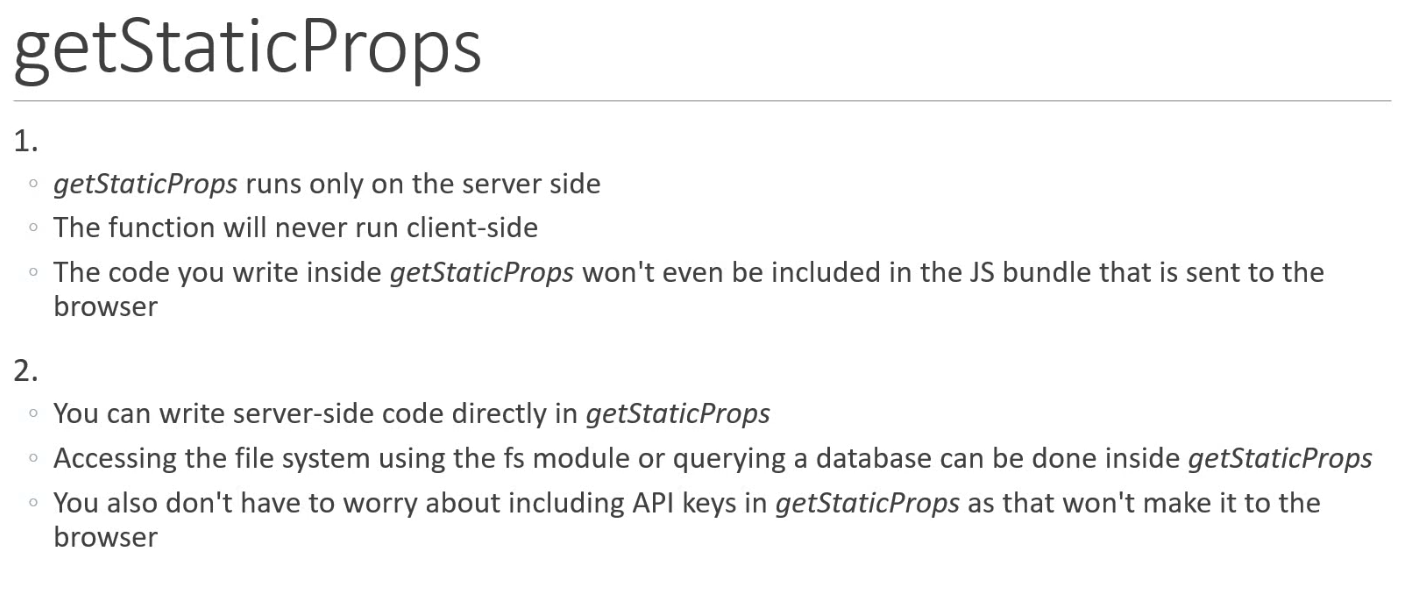 getStaticProps
1.
◦ getStaticProps runs only on the server side
◦ The function will never run client-side
◦ The code you write inside getStaticProps won't even be included in the JS bundle that is sent to the
browser
2.
◦ You can write server-side code directly in getStaticProps
◦ Accessing the file system using the fs module or querying a database can be done inside getStaticProps
◦ You also don't have to worry about including API keys in getStaticProps as that won't make it to the
browser